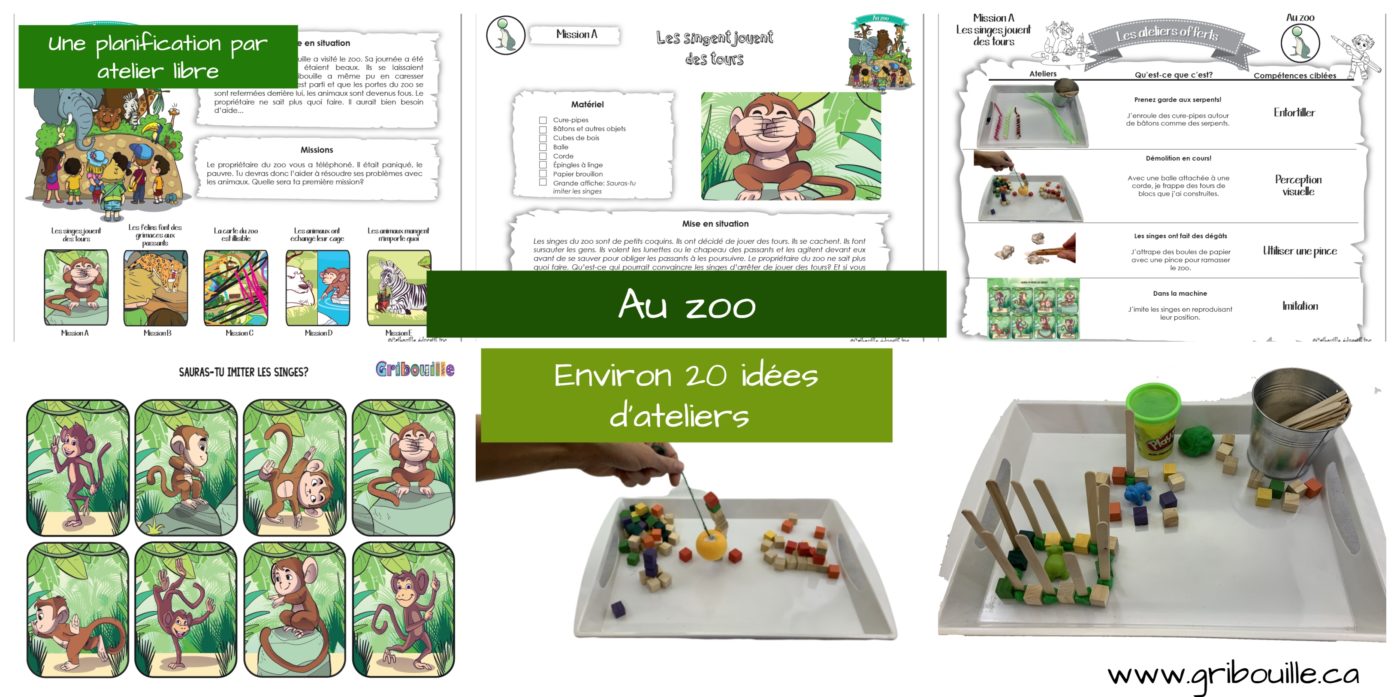 Une planification par
atelier libre
e en situation
uille a visité le zoo. Sa journée a été
étaient beaux. Ils se laissaient
ribouille a même pu en caresser
est parti et que les portes du zoo se
sont refermées derrière lui, les animaux sont devenus fous. Le
propriétaire ne sait plus quoi faire. Il aurait bien besoin
d'aide...
Missions
Le propriétaire du zoo vous a téléphoné. Il était paniqué, le
pauvre. Tu devras donc l'aider à résoudre ses problèmes avec
les animaux. Quelle sera ta première mission?
Les singes jouent
des tours
Les félins font des
grimaces aux
passants
La carte du zoo
est illisible
Les animaux ont
échangé leur cage
Les animaux mangent
n'importe quoi
Mission A
Mission B
Mission C
Mission D
Mission E
Mission A
Les singent jouent
des tours
Au zoo
Matériel
Cure-pipes
Bâtons et autres objets
Cubes de bois
Balle
Corde
Épingles à linge
Papier brouillon
Grande affiche: Sauras-tu
imiter les singes
Mise en situation
Les singes du zoo sont de petits coquins. Ils ont décidé de jouer des tours. Ils se cachent. Ils font
sursauter les gens. Ils volent les lunettes ou le chapeau des passants et les agitent devant eux
avant de se sauver pour obliger les passants à les poursuivre. Le propriétaire du zoo ne sait plus
quoi faire. Qu'est-ce qui pourrait convaincre les singes d'arrêter de jouer des tours? Et si vous
Mission A
Les singes jouent
des tours
Les ateliers offerts
Au zoo
Ateliers
Qu'est-ce que c'est?
Compétences ciblées
Prenez garde aux serpents!
J'enroule des cure-pipes autour
de bâtons comme des serpents.
Entortiller
Démolition en cours!
Avec une balle attachée à une
corde, je frappe des tours de
blocs que j'ai construites.
Perception
visuelle
Les singes ont fait des dégâts
J'attrape des boules de papier
avec une pince pour ramasser
le zoo.
Utiliser une pince
Dans la machine
J'imite les singes en reproduisant
leur position.
Imitation
Au zoo
Environ 20 idées
d'ateliers
SAURAS-TU IMITER LES SINGES?
Gribouille
www.gribouille.ca